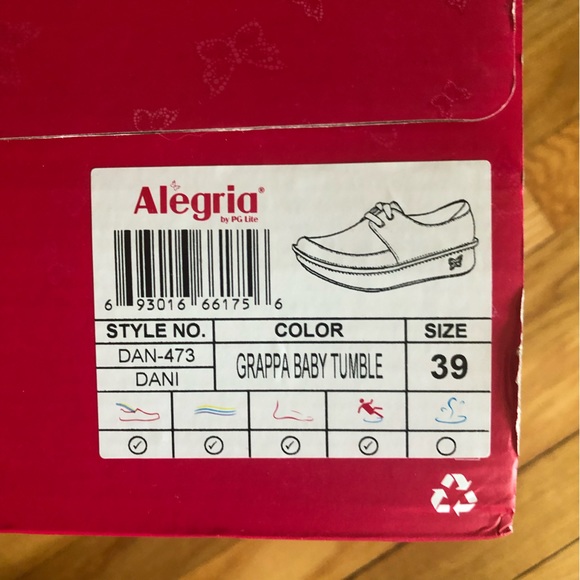 Alegria®
by PG Lite
6 93016 66175 6
STYLE NO. COLOR SIZE
DAN-473
DANI
GRAPPA BABY TUMBLE
39